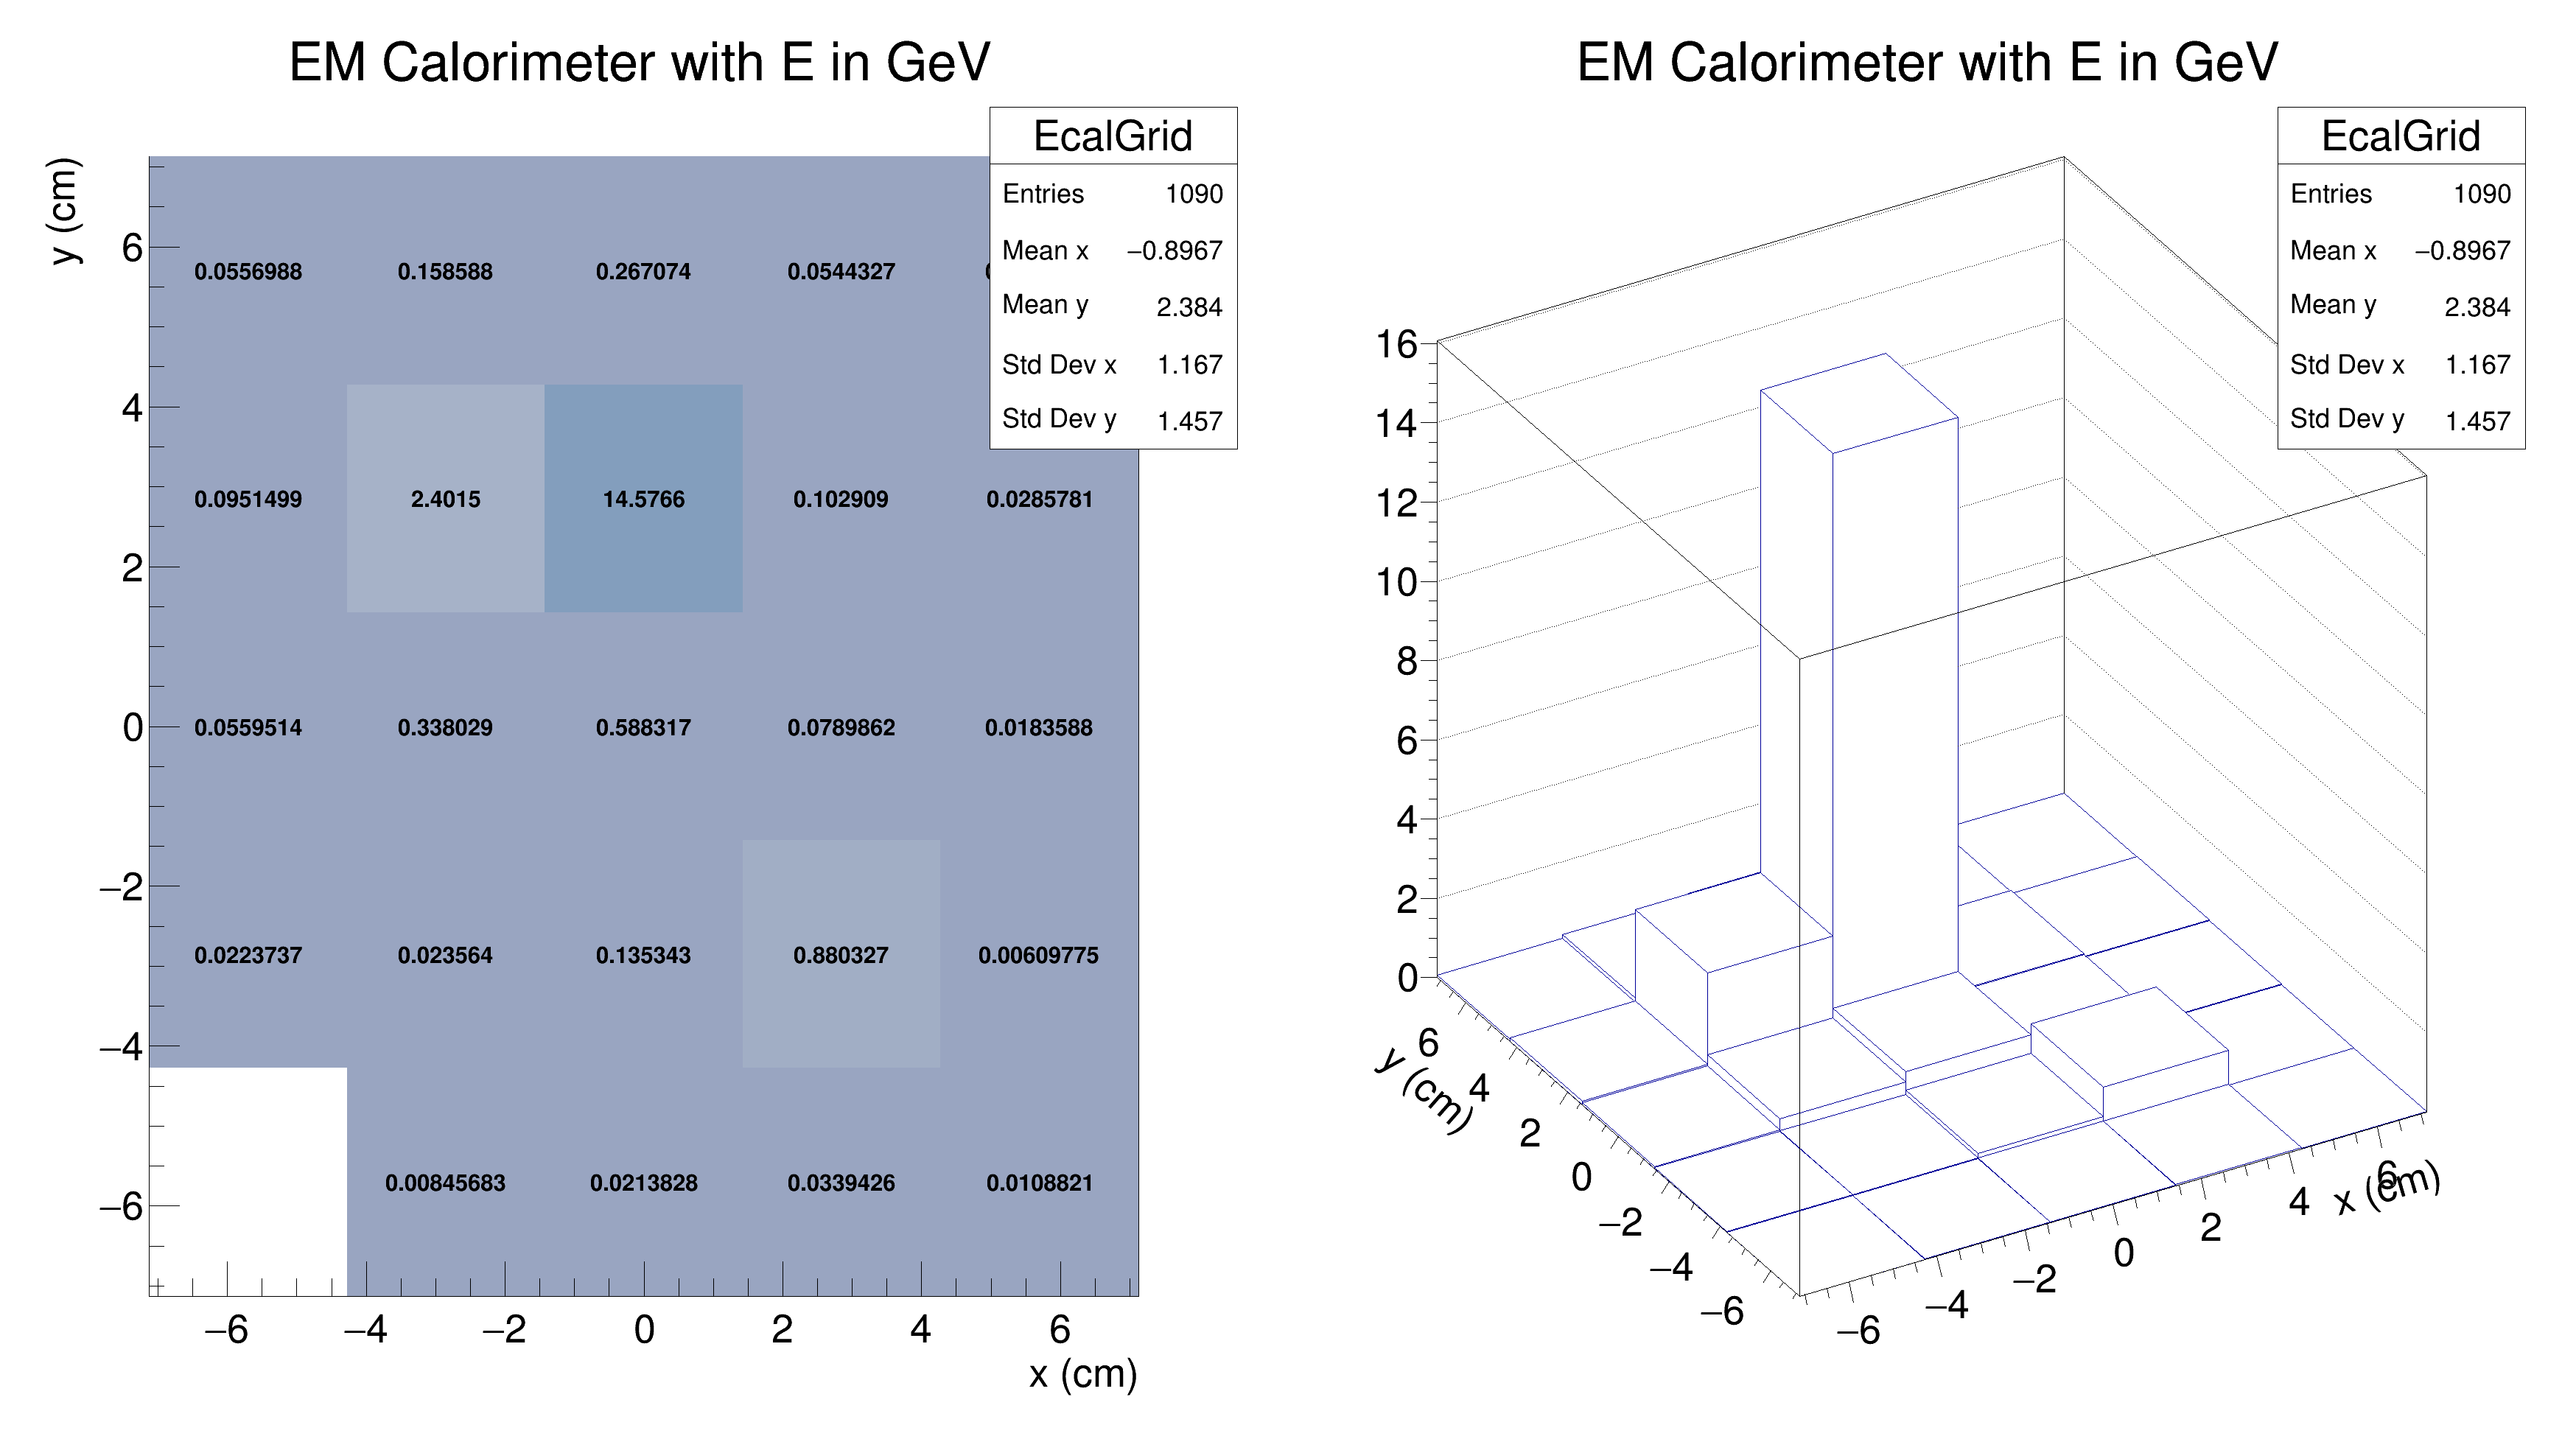 EM Calorimeter with E in GeV
EcalGrid
Entries 1090
Mean x −0.8967
Mean y 2.384
Std Dev x 1.167
Std Dev y 1.457
y (cm)
6
4
2
0
−2
−4
−6
0.0556988 0.158588 0.267074 0.0544327
0.0951499 2.4015 14.5766 0.102909 0.0285781
0.0559514 0.338029 0.588317 0.0789862 0.0183588
0.0223737 0.023564 0.135343 0.880327 0.00609775
0.00845683 0.0213828 0.0339426 0.0108821
−6 −4 −2 0 2 4 6
x (cm)
EM Calorimeter with E in GeV
EcalGrid
Entries 1090
Mean x −0.8967
Mean y 2.384
Std Dev x 1.167
Std Dev y 1.457
16
14
12
10
8
6
4
2
0
y (cm)
6
4
2
0
−2
−4
−6
−6 −4 −2 0 2 4 6
x (cm)